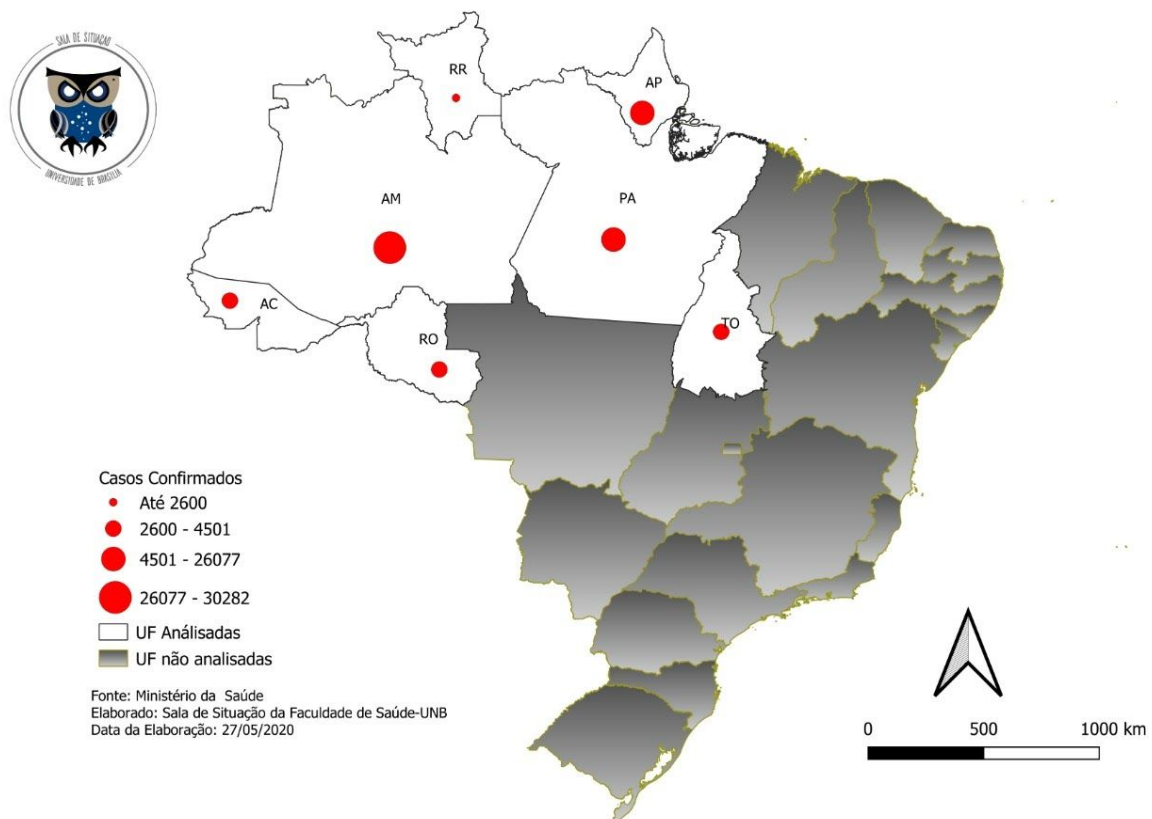 SALA DE SITUAÇÃO
UNIVERSIDADE DE BRASÍLIA
RR
AP
AM
PA
AC
RO
TO
Casos Confirmados
Até 2600
2600 - 4501
4501 - 26077
26077 - 30282
UF Análisadas
UF não analisadas
Fonte: Ministério da Saúde
Elaborado: Sala de Situação da Faculdade de Saúde-UNB
Data da Elaboração: 27/05/2020
0 500 1000 km